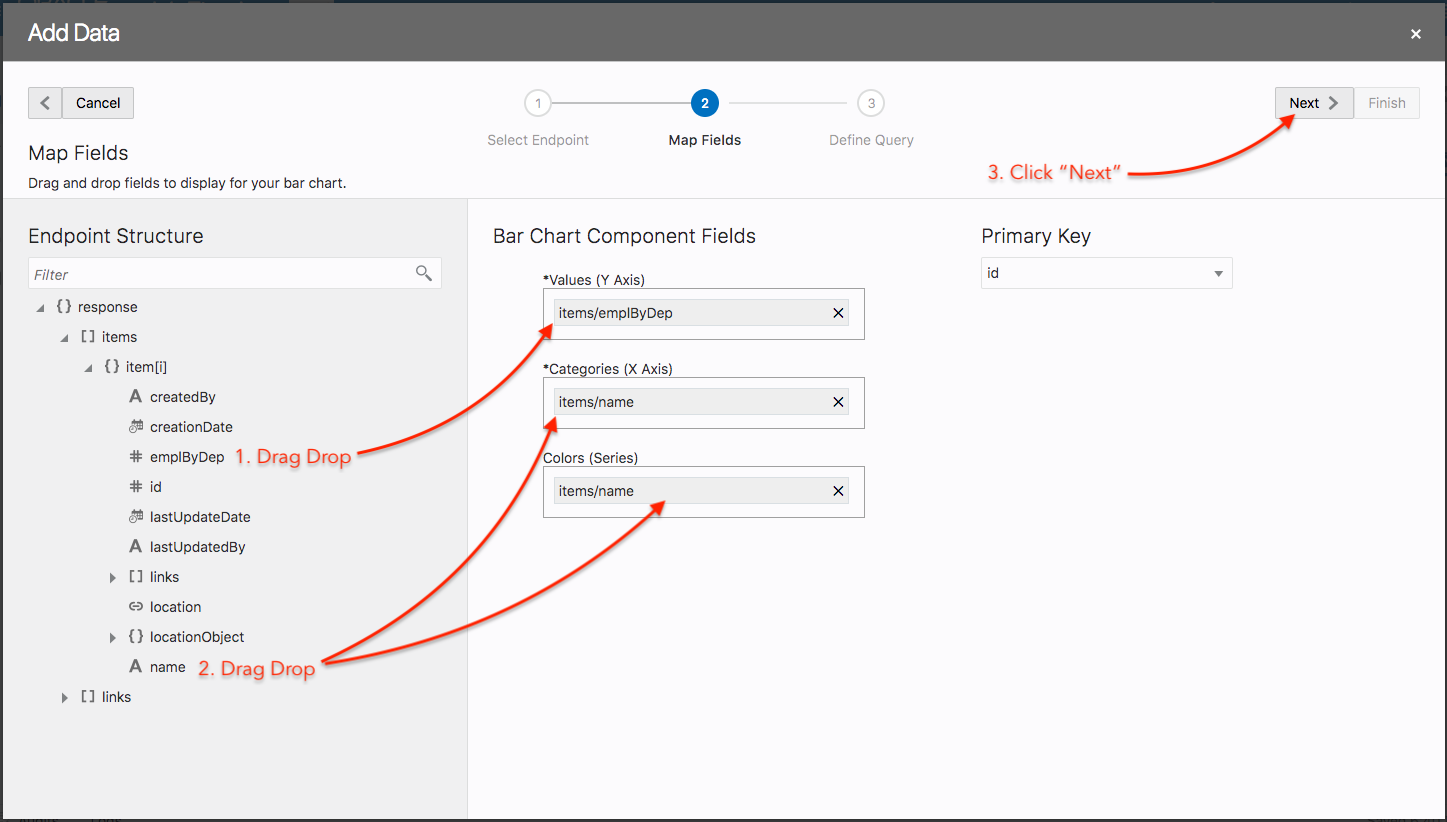 Add Data
×
Cancel
1
2
3
Next
Finish
Select Endpoint
Map Fields
Define Query
Map Fields
Drag and drop fields to display for your bar chart.
3. Click “Next”
Endpoint Structure
Filter
{} response
[] items
{} item[i]
A createdBy
creationDate
# emplByDep
1. Drag Drop
# id
lastUpdateDate
A lastUpdatedBy
[] links
location
{} locationObject
A name
2. Drag Drop
[] links
Bar Chart Component Fields
*Values (Y Axis)
items/emplByDep
*Categories (X Axis)
items/name
Colors (Series)
items/name
Primary Key
id